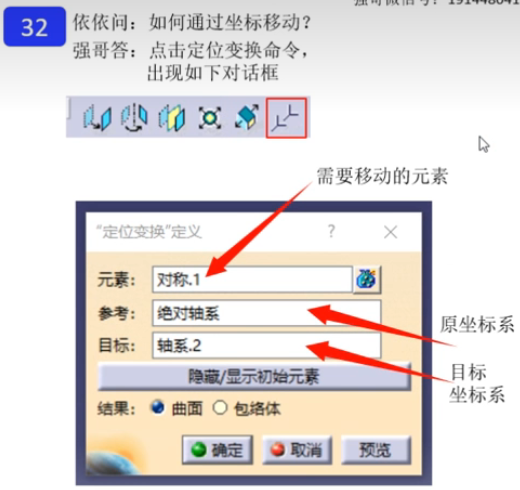 强哥微信号：191448041
32
依依问：如何通过坐标移动？
强哥答：点击定位变换命令，
出现如下对话框
需要移动的元素
“定位变换”定义 ? ×
元素：对称.1
参考：绝对轴系
原坐标系
目标：轴系.2
目标
坐标系
隐藏/显示初始元素
结果：曲面 包络体
确定 取消 预览